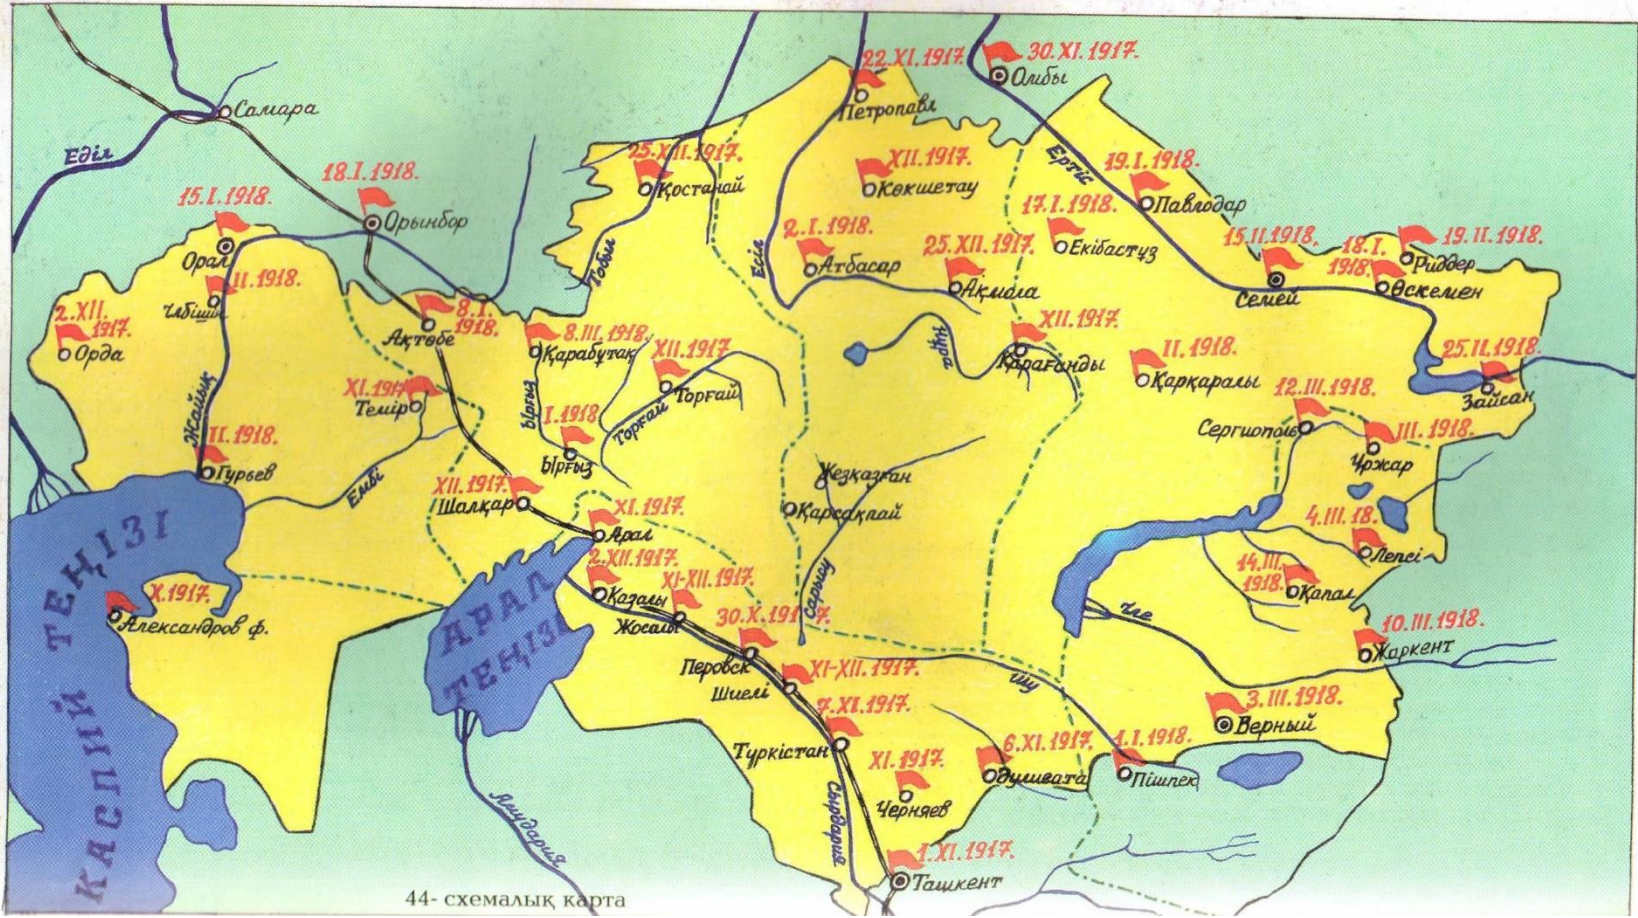 22.XI.1917.
30.XI.1917.
Омбы
Петропавл
Самара
Еділ
18.I.1918.
Орынбор
15.I.1918.
Орал
25.XII.1917.
Қостанай
XII.1917.
Көкшетау
Ертіс
19.I.1918.
Павлодар
17.I.1918.
Екібастұз
2.I.1918.
Атбасар
25.XII.1917.
Ақмола
Есіл
Тобыл
15.II.1918.
Семей
18.I.
1918.
Өскемен
19.II.1918.
Риддер
II.1918.
2.XII.
1917.
Орда
8.I.
1918.
Ақтөбе
8.III.1918.
Қарабұтақ
XII.1917
Торғай
Торғай
Нұра
XII.1917
Қарағанды
II.1918.
Қарқаралы
25.II.1918.
Зайсан
XI.1917
Темір
Жайық
Ырғыз
I.1918
Ырғыз
12.III.1918.
Сергиополь
III.1918.
Үржар
II.1918.
Гурьев
Ембі
XII.1917.
Шалқар
XI.1917.
Арал
Жезқазған
Қарсақпай
4.III.18.
Лепсі
14.III.
1918.
Қапал
КАСПИЙ ТЕҢІЗІ
X.1917.
Александров ф.
АРАЛ
ТЕҢІЗІ
2.XII.1917.
Қазалы
XI-XII.1917.
Жосалы
30.X.1917.
Перовск
Сарысу
XI-XII.1917.
Шиелі
7.XI.1917.
Түркістан
Шу
Іле
10.III.1918.
Жаркент
3.III.1918.
Верный
6.XI.1917.
Әулиеата
1.I.1918.
Пішпек
XI.1917.
Черняев
Сырдария
Амудария
1.XI.1917.
Ташкент
44- схемалық карта